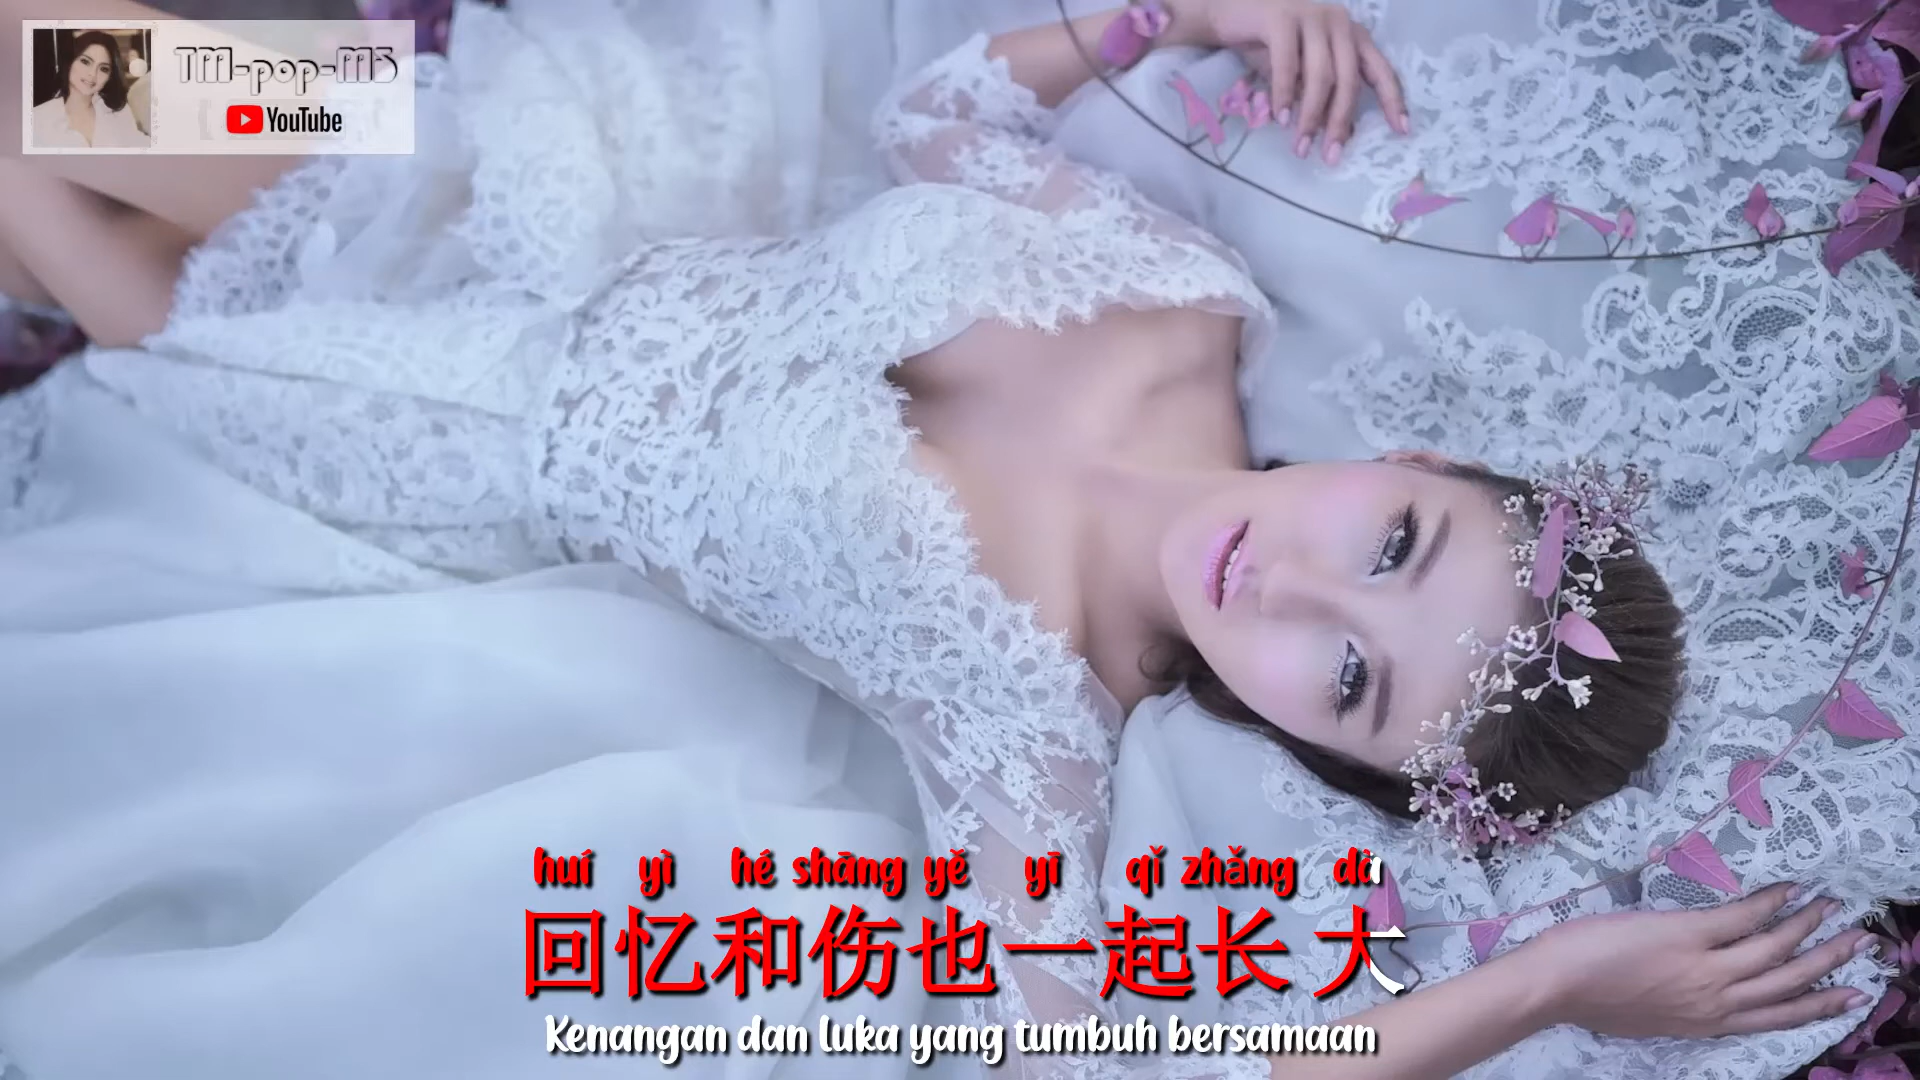 TM-pop-M3
YouTube
huí yì hé shāng yě yī qǐ zhǎng dà
回忆和伤也一起长大
Kenangan dan luka yang tumbuh bersamaan